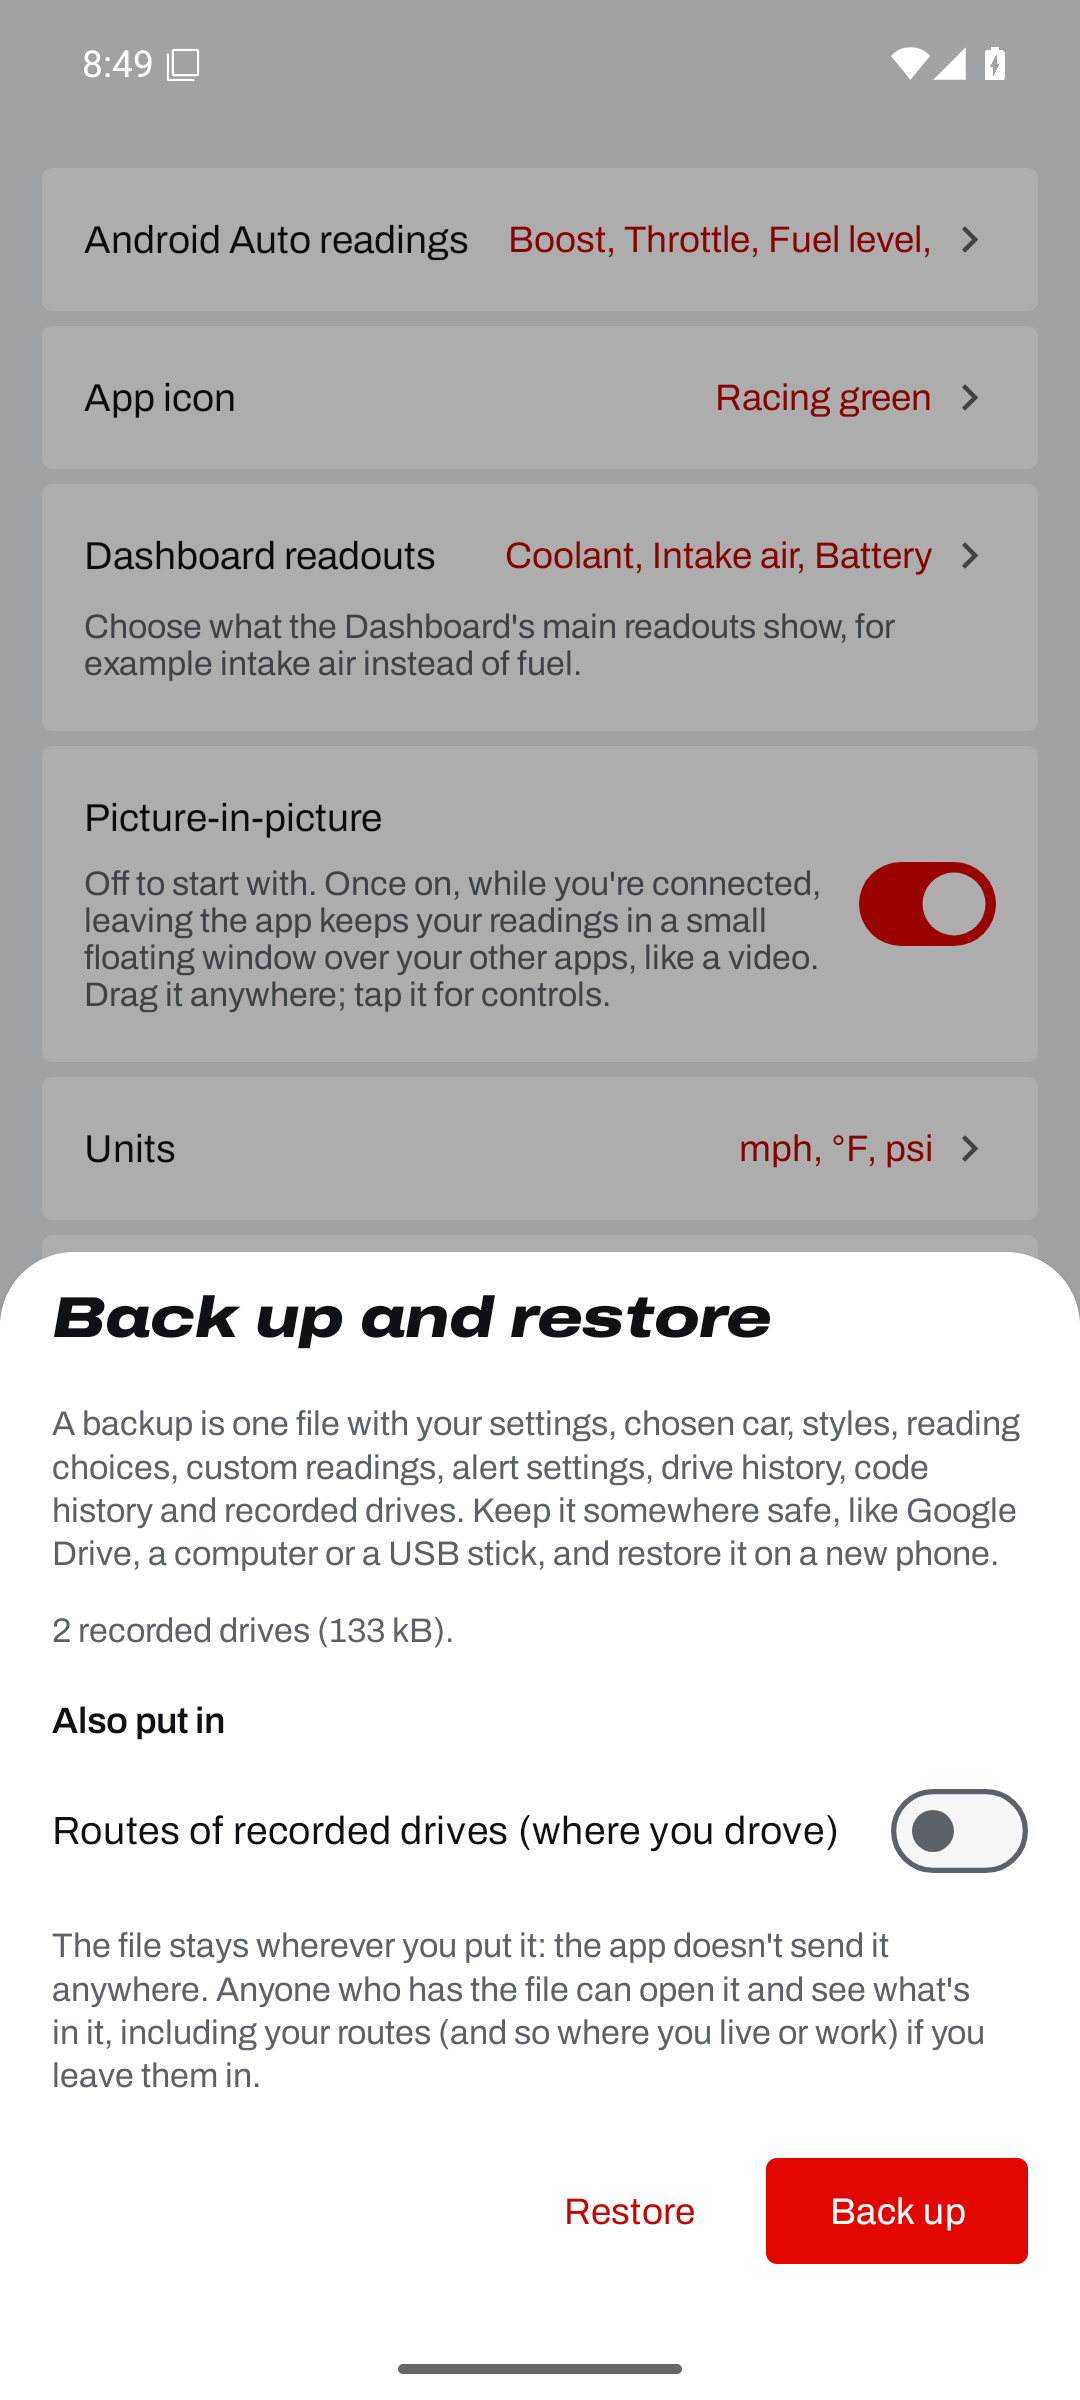 8:49
Android Auto readings Boost, Throttle, Fuel level,
App icon Racing green
Dashboard readouts Coolant, Intake air, Battery
Choose what the Dashboard's main readouts show, for
example intake air instead of fuel.
Picture-in-picture
Off to start with. Once on, while you're connected,
leaving the app keeps your readings in a small
floating window over your other apps, like a video.
Drag it anywhere; tap it for controls.
Units mph, °F, psi
Back up and restore
A backup is one file with your settings, chosen car, styles, reading
choices, custom readings, alert settings, drive history, code
history and recorded drives. Keep it somewhere safe, like Google
Drive, a computer or a USB stick, and restore it on a new phone.
2 recorded drives (133 kB).
Also put in
Routes of recorded drives (where you drove)
The file stays wherever you put it: the app doesn't send it
anywhere. Anyone who has the file can open it and see what's
in it, including your routes (and so where you live or work) if you
leave them in.
Restore Back up